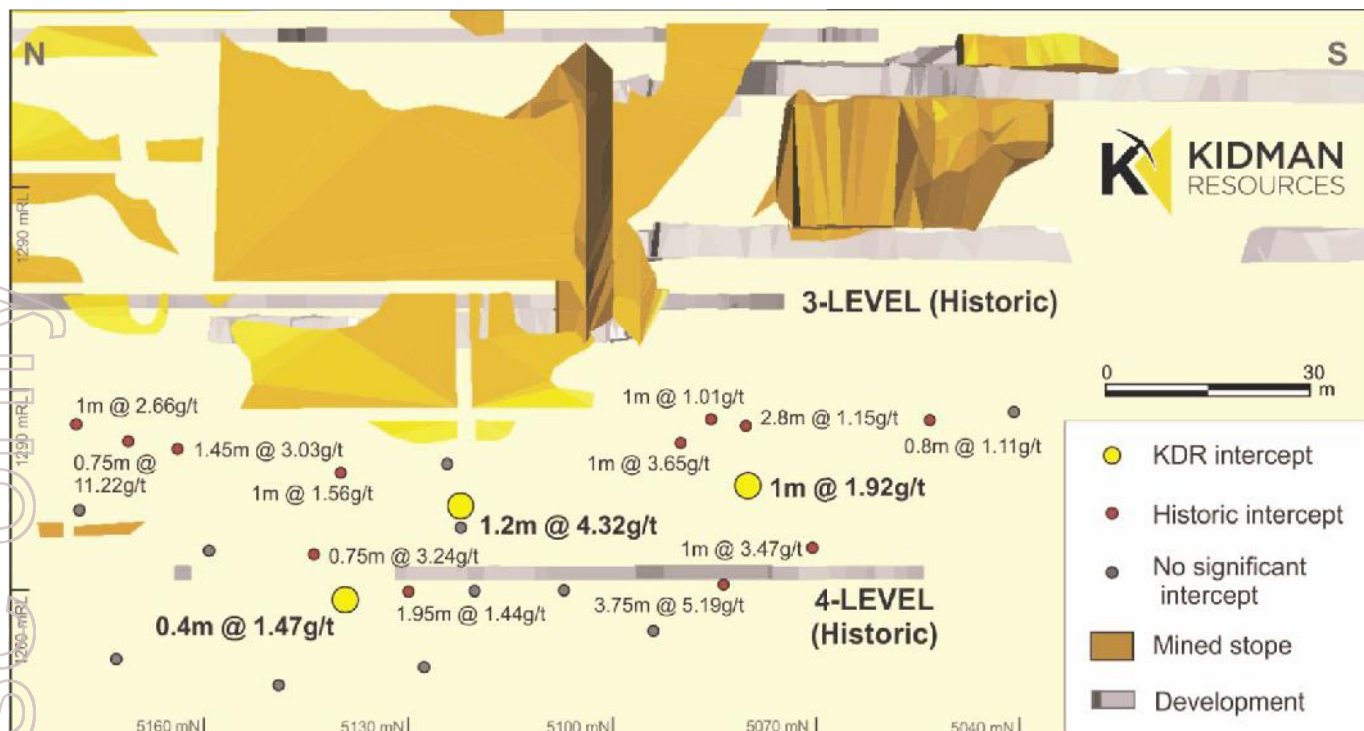 N
S
KIDMAN
RESOURCES
1290 mRL
3-LEVEL (Historic)
0
30
m
1290 mRL
1m @ 2.66g/t
0.75m @
11.22g/t
1.45m @ 3.03g/t
1m @ 1.56g/t
1m @ 1.01g/t
2.8m @ 1.15g/t
1m @ 3.65g/t
0.8m @ 1.11g/t
1.2m @ 4.32g/t
1m @ 1.92g/t
0.75m @ 3.24g/t
1m @ 3.47g/t
0.4m @ 1.47g/t
1.95m @ 1.44g/t
3.75m @ 5.19g/t
4-LEVEL
(Historic)
1260 mRL
KDR intercept
Historic intercept
No significant
intercept
Mined stope
Development
5160 mN
5130 mN
5100 mN
5070 mN
5040 mN